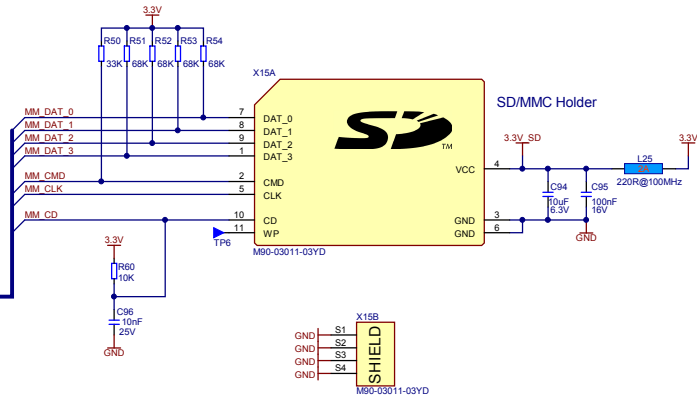 3.3V
R50 R51 R52 R53 R54
33K 68K 68K 68K 68K
X15A
SD/MMC Holder
MM_DAT_0 7 DAT_0
MM_DAT_1 8 DAT_1
MM_DAT_2 9 DAT_2
MM_DAT_3 1 DAT_3
MM_CMD 2 CMD
MM_CLK 5 CLK
MM_CD 10 CD
TP6 11 WP
SD
TM
VCC 4
GND 3
GND 6
M90-03011-03YD
3.3V_SD
L25
3.3V
220R@100MHz
C94
10uF
6.3V
C95
100nF
16V
GND
3.3V
R60
10K
C96
10nF
25V
GND
X15B
GND S1
GND S2
GND S3
GND S4
SHIELD
M90-03011-03YD